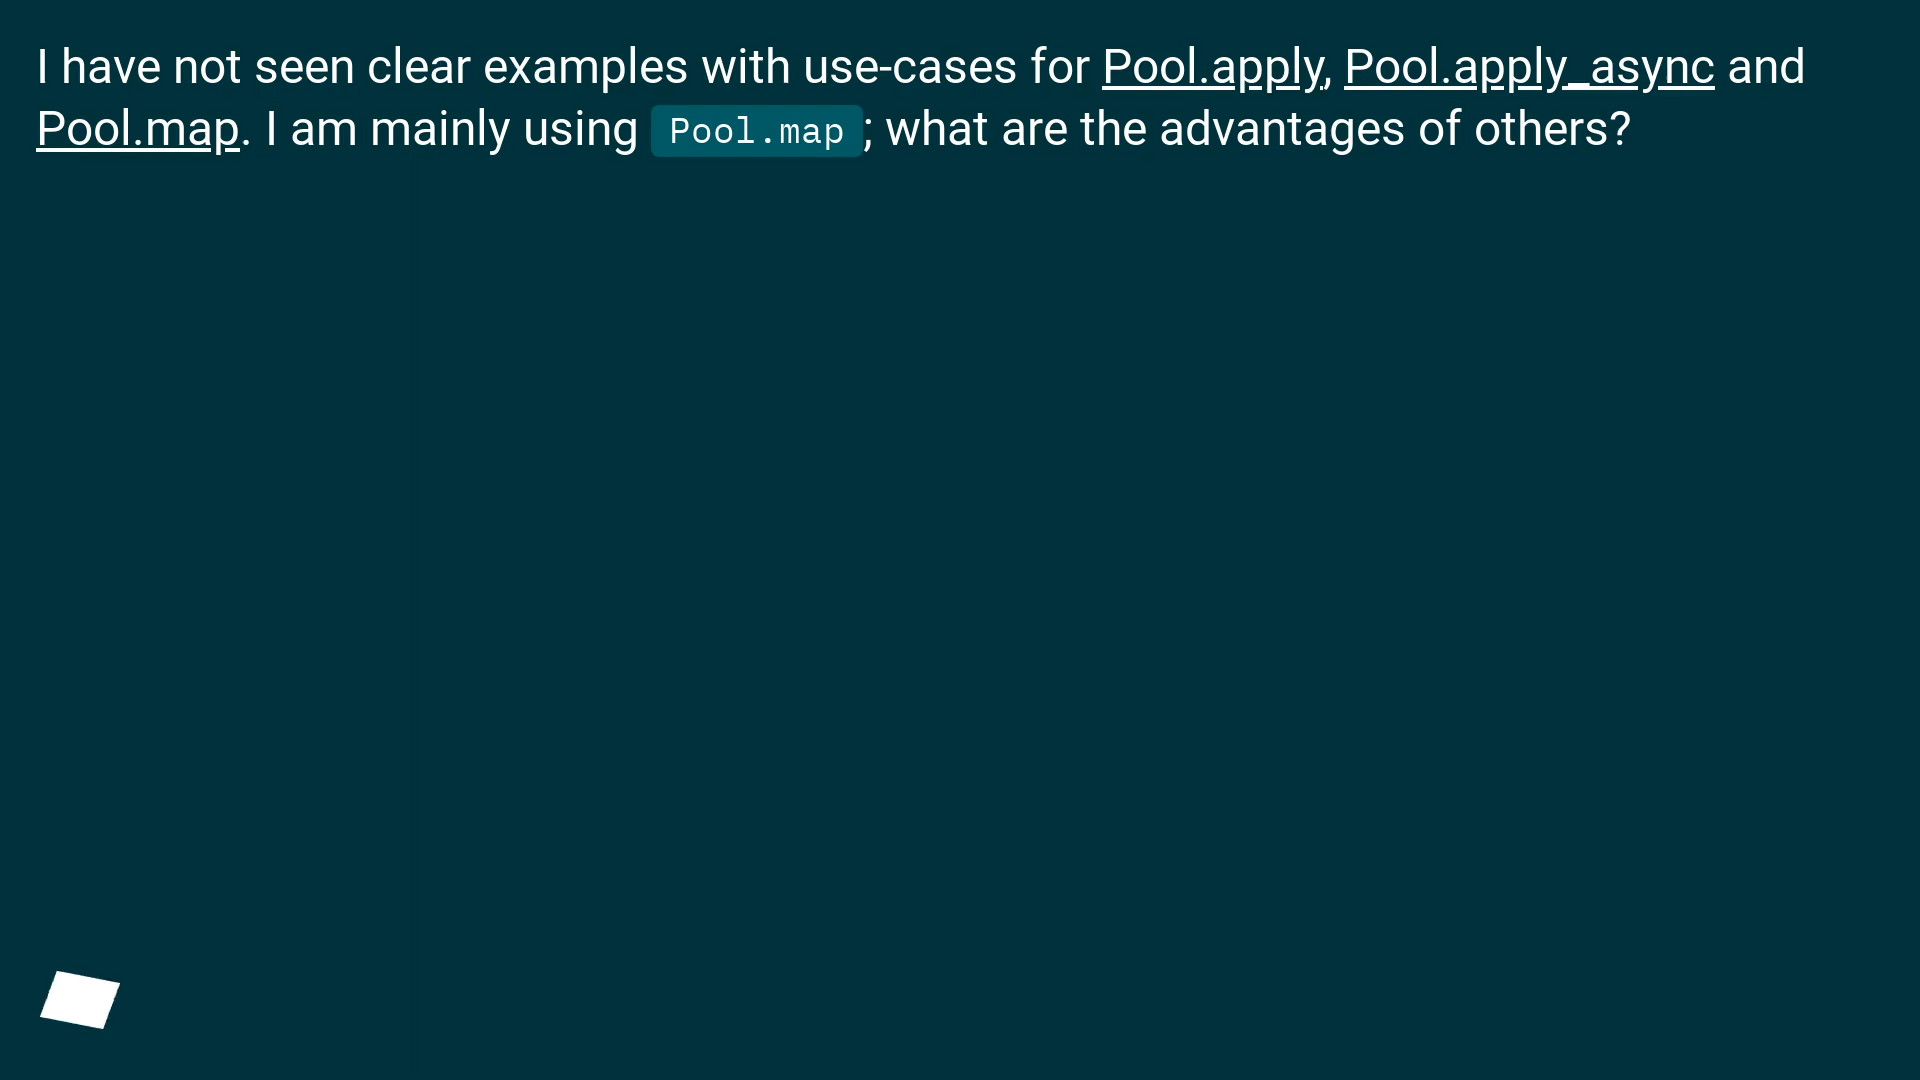 I have not seen clear examples with use-cases for Pool.apply, Pool.apply_async and
Pool.map. I am mainly using Pool.map; what are the advantages of others?